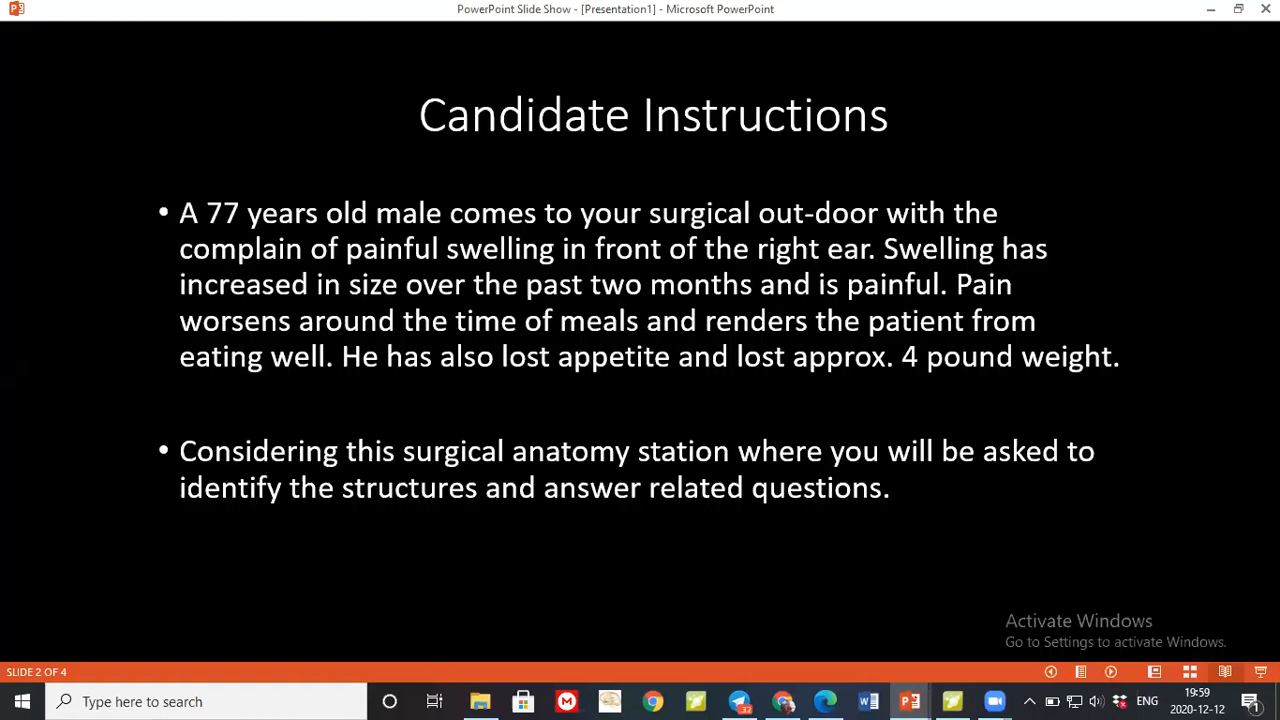 PowerPoint Slide Show - [Presentation1] - Microsoft PowerPoint
Candidate Instructions
• A 77 years old male comes to your surgical out-door with the
complain of painful swelling in front of the right ear. Swelling has
increased in size over the past two months and is painful. Pain
worsens around the time of meals and renders the patient from
eating well. He has also lost appetite and lost approx. 4 pound weight.
• Considering this surgical anatomy station where you will be asked to
identify the structures and answer related questions.
Activate Windows
Go to Settings to activate Windows.
SLIDE 2 OF 4
Type here to search
32
ENG
19:59
2020-12-12
1